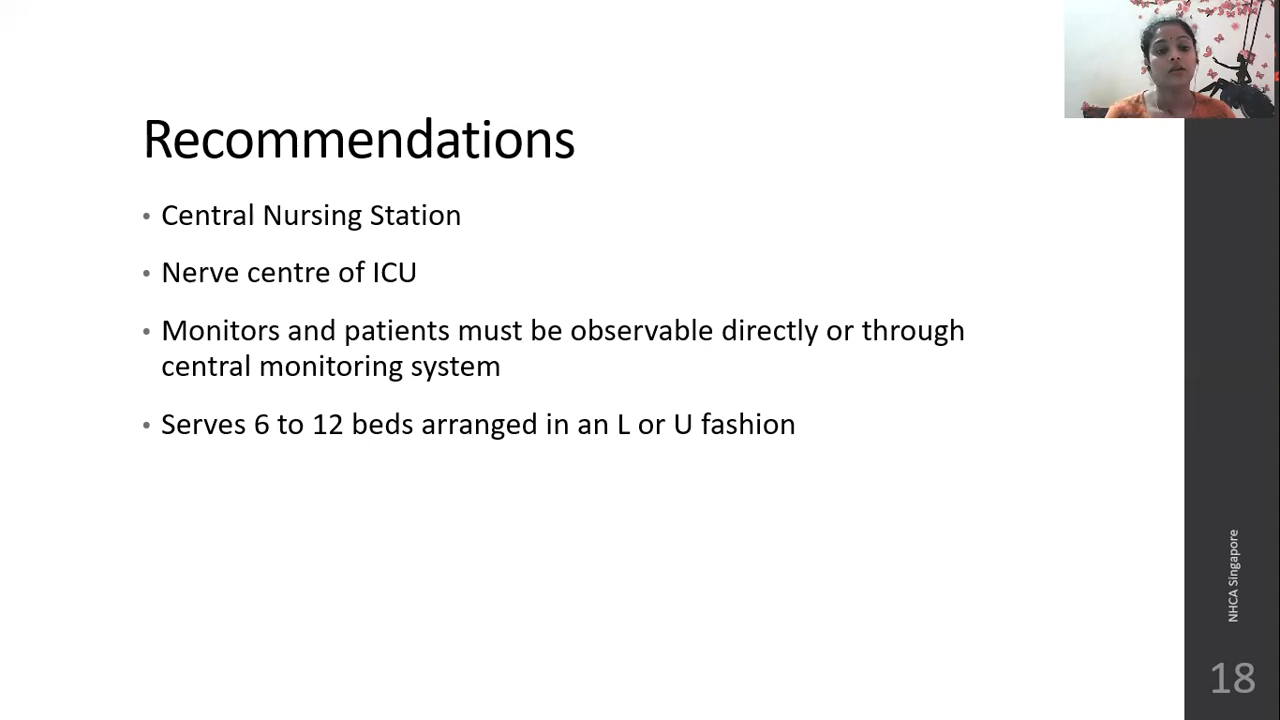 Recommendations
• Central Nursing Station
• Nerve centre of ICU
• Monitors and patients must be observable directly or through
central monitoring system
• Serves 6 to 12 beds arranged in an L or U fashion
NHCA Singapore
18